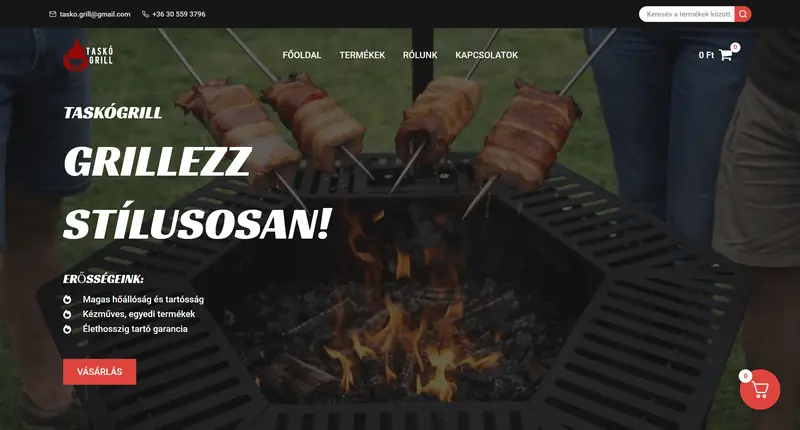 tasko.grill@gmail.com
+36 30 559 3796
Keresés a termékek között.
TASKÓ
GRILL
FŐOLDAL
TERMÉKEK
RÓLUNK
KAPCSOLATOK
0 Ft
0
TASKÓGRILL
GRILLEZZ
STÍLUSOSAN!
ERŐSSÉGEINK:
Magas hőállóság és tartósság
Kézműves, egyedi termékek
Élethosszig tartó garancia
VÁSÁRLÁS
0